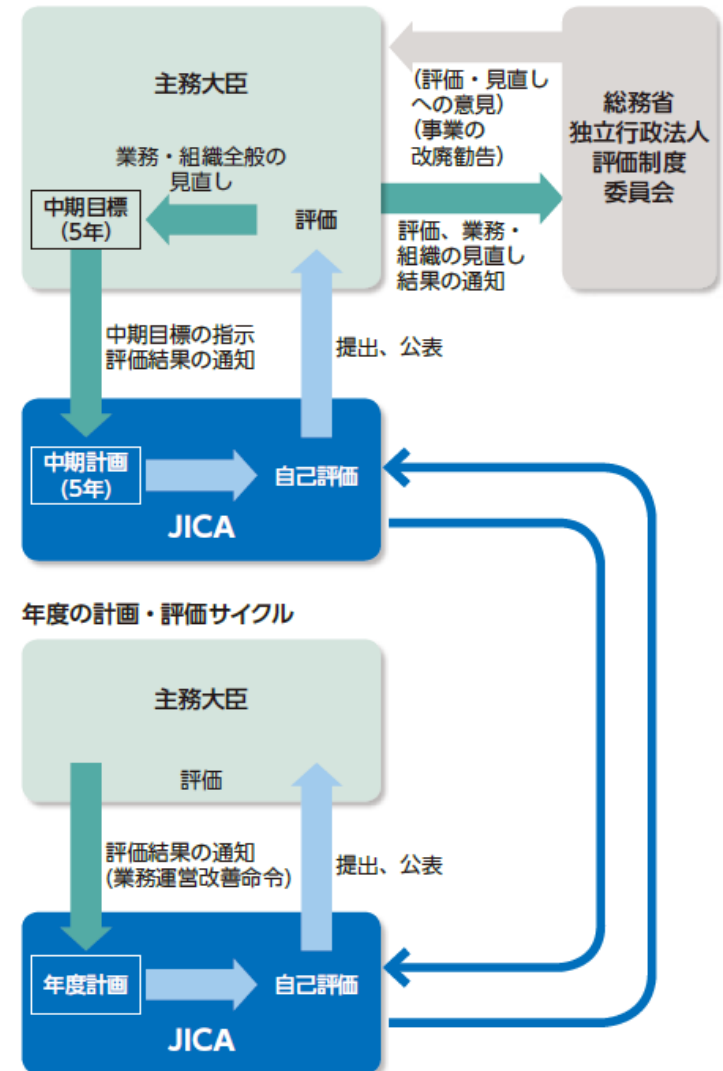 主務大臣
業務・組織全般の
見直し
中期目標
(5年)
評価
(評価・見直し
への意見)
(事業の
改廃勧告)
評価、業務・
組織の見直し
結果の通知
総務省
独立行政法人
評価制度
委員会
中期目標の指示
評価結果の通知
提出、公表
中期計画
(5年)
自己評価
JICA
年度の計画・評価サイクル
主務大臣
評価
評価結果の通知
(業務運営改善命令)
提出、公表
年度計画
自己評価
JICA